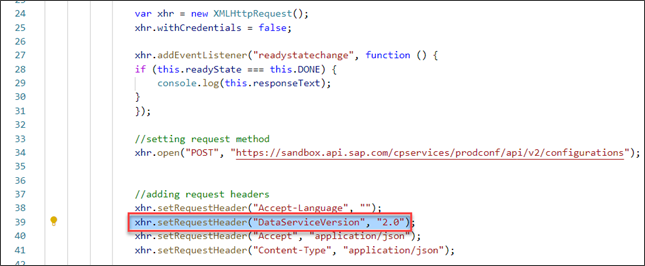 24 var xhr = new XMLHttpRequest();
25 xhr.withCredentials = false;
26
27 xhr.addEventListener("readystatechange", function () {
28 if (this.readyState === this.DONE) {
29 console.log(this.responseText);
30 }
31 });
32
33 //setting request method
34 xhr.open("POST", "https://sandbox.api.sap.com/cpservices/prodconf/api/v2/configurations");
35
36
37 //adding request headers
38 xhr.setRequestHeader("Accept-Language", "");
39 xhr.setRequestHeader("DataServiceVersion", "2.0");
40 xhr.setRequestHeader("Accept", "application/json");
41 xhr.setRequestHeader("Content-Type", "application/json");